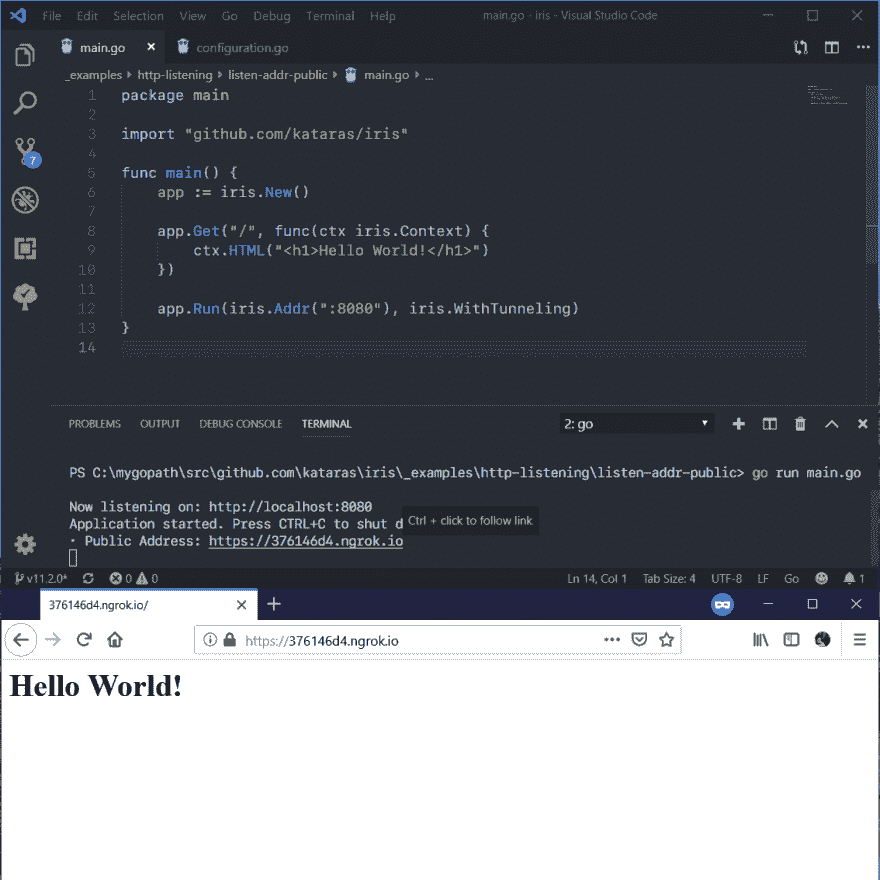 File Edit Selection View Go Debug Terminal Help main.go - iris - Visual Studio Code
main.go configuration.go
_examples http-listening listen-addr-public main.go ...
1 package main
2
3 import "github.com/kataras/iris"
4
5 func main() {
6 app := iris.New()
7
8 app.Get("/", func(ctx iris.Context) {
9 ctx.HTML("<h1>Hello World!</h1>")
10 })
11
12 app.Run(iris.Addr(":8080"), iris.WithTunneling)
13 }
14
7
PROBLEMS OUTPUT DEBUG CONSOLE TERMINAL 2: go
PS C:\mygopath\src\github.com\kataras\iris\_examples\http-listening\listen-addr-public> go run main.go
Now listening on: http://localhost:8080
Application started. Press CTRL+C to shut d
Ctrl + click to follow link
• Public Address: https://376146d4.ngrok.io
v11.2.0* 0 0 Ln 14, Col 1 Tab Size: 4 UTF-8 LF Go 1
376146d4.ngrok.io/
https://376146d4.ngrok.io
Hello World!